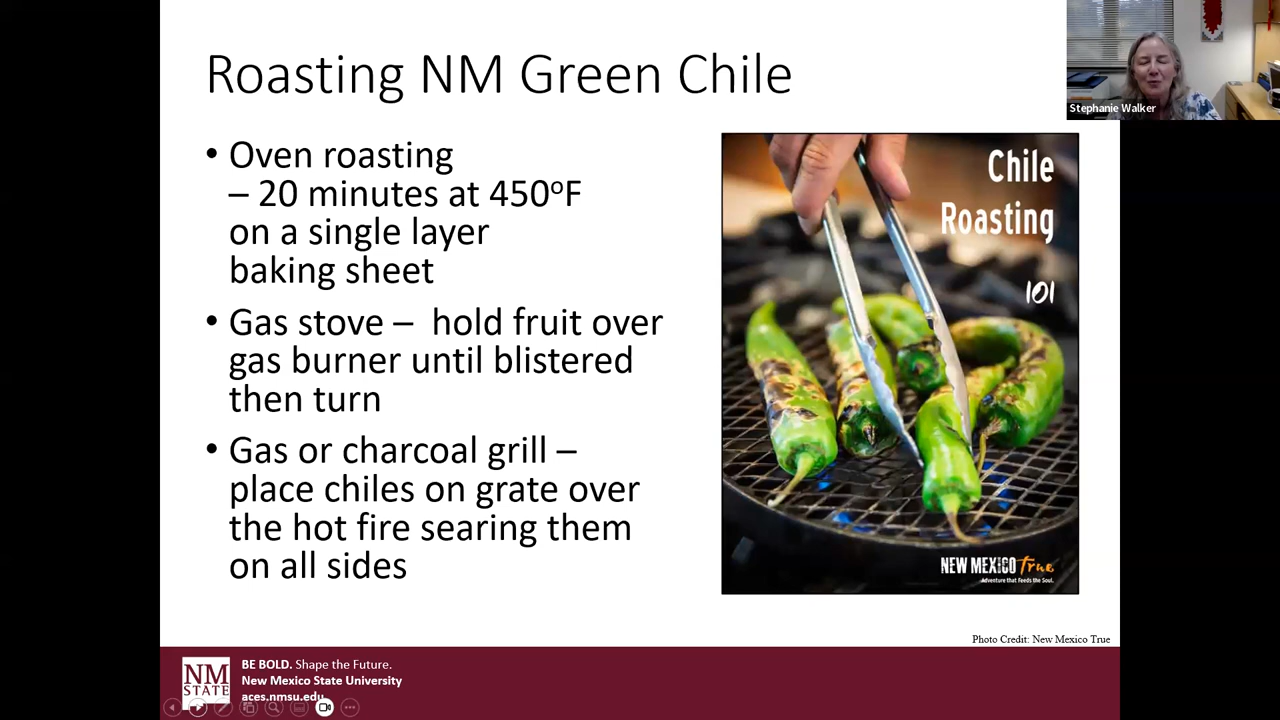 Roasting NM Green Chile
• Oven roasting
– 20 minutes at 450ºF
on a single layer
baking sheet
• Gas stove – hold fruit over
gas burner until blistered
then turn
• Gas or charcoal grill –
place chiles on grate over
the hot fire searing them
on all sides
Chile
Roasting
101
NEW MEXICO True
Adventure that Feeds the Soul.
Photo Credit: New Mexico True
Stephanie Walker
NM
STATE
BE BOLD. Shape the Future.
New Mexico State University
aces.nmsu.edu